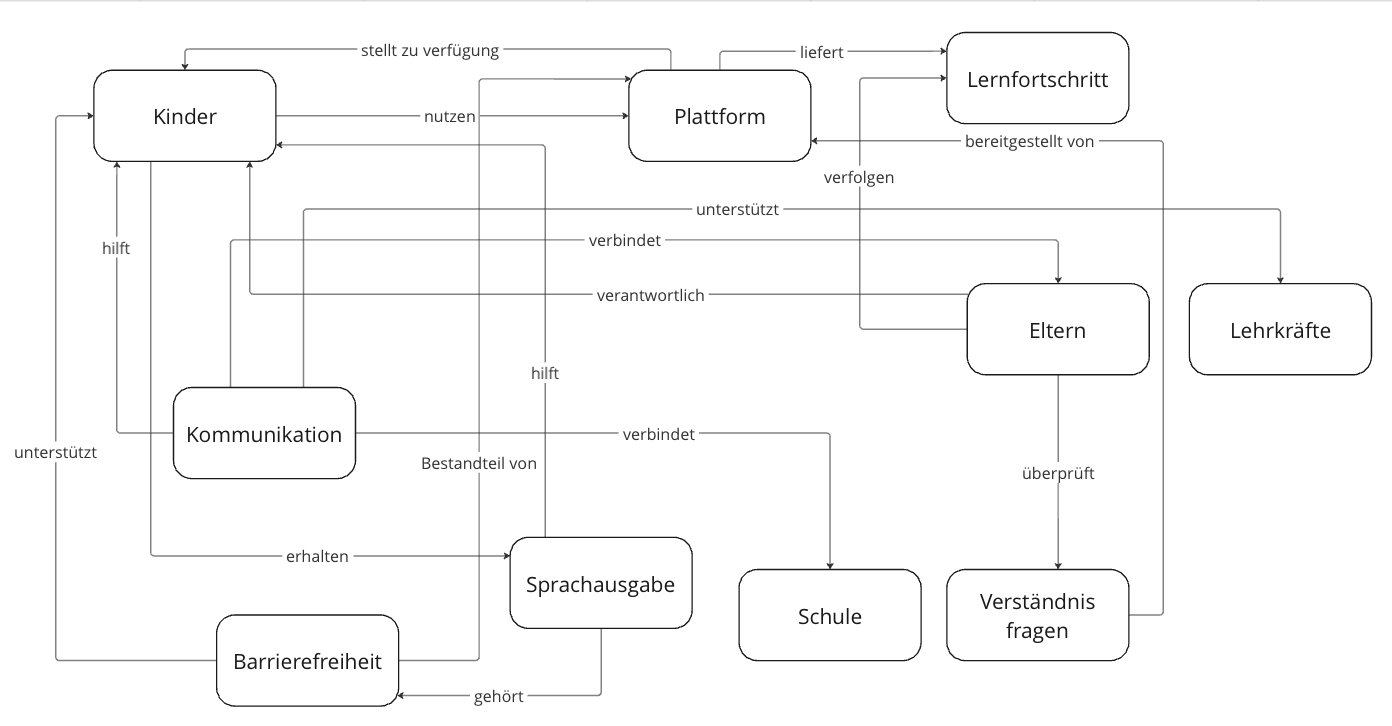 stellt zu verfügung
liefert
Lernfortschritt
Kinder
nutzen
Plattform
bereitgestellt von
verfolgen
unterstützt
verbindet
hilft
verantwortlich
Eltern
Lehrkräfte
hilft
Kommunikation
verbindet
unterstützt
Bestandteil von
überprüft
erhalten
Sprachausgabe
Schule
Verständnis
fragen
Barrierefreiheit
gehört